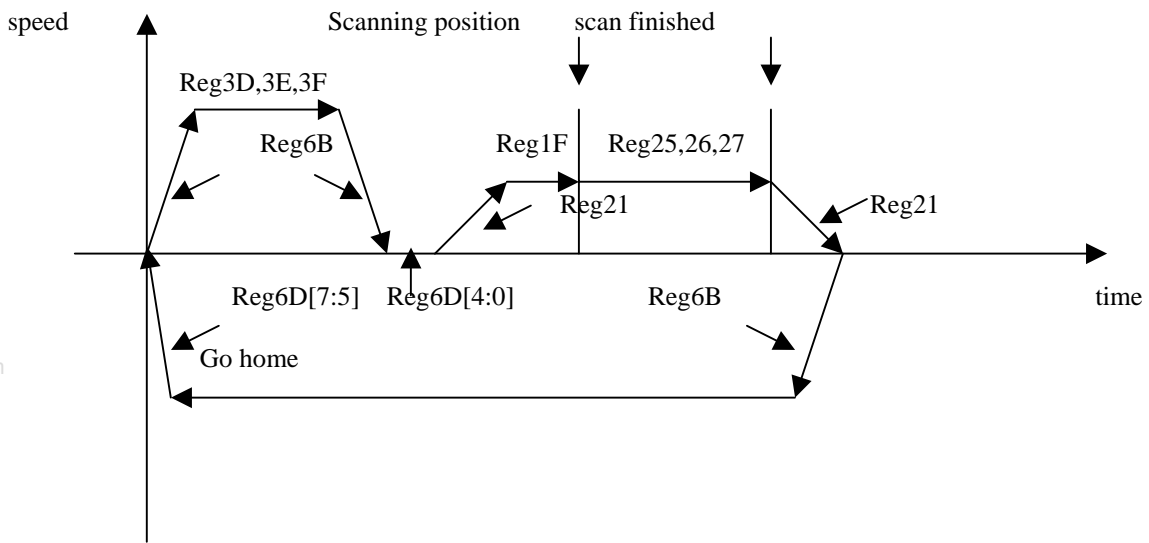 speed Scanning position scan finished
Reg3D,3E,3F
Reg6B Reg1F Reg25,26,27
Reg21 Reg21
Reg6D[7:5] Reg6D[4:0] Reg6B time
Go home